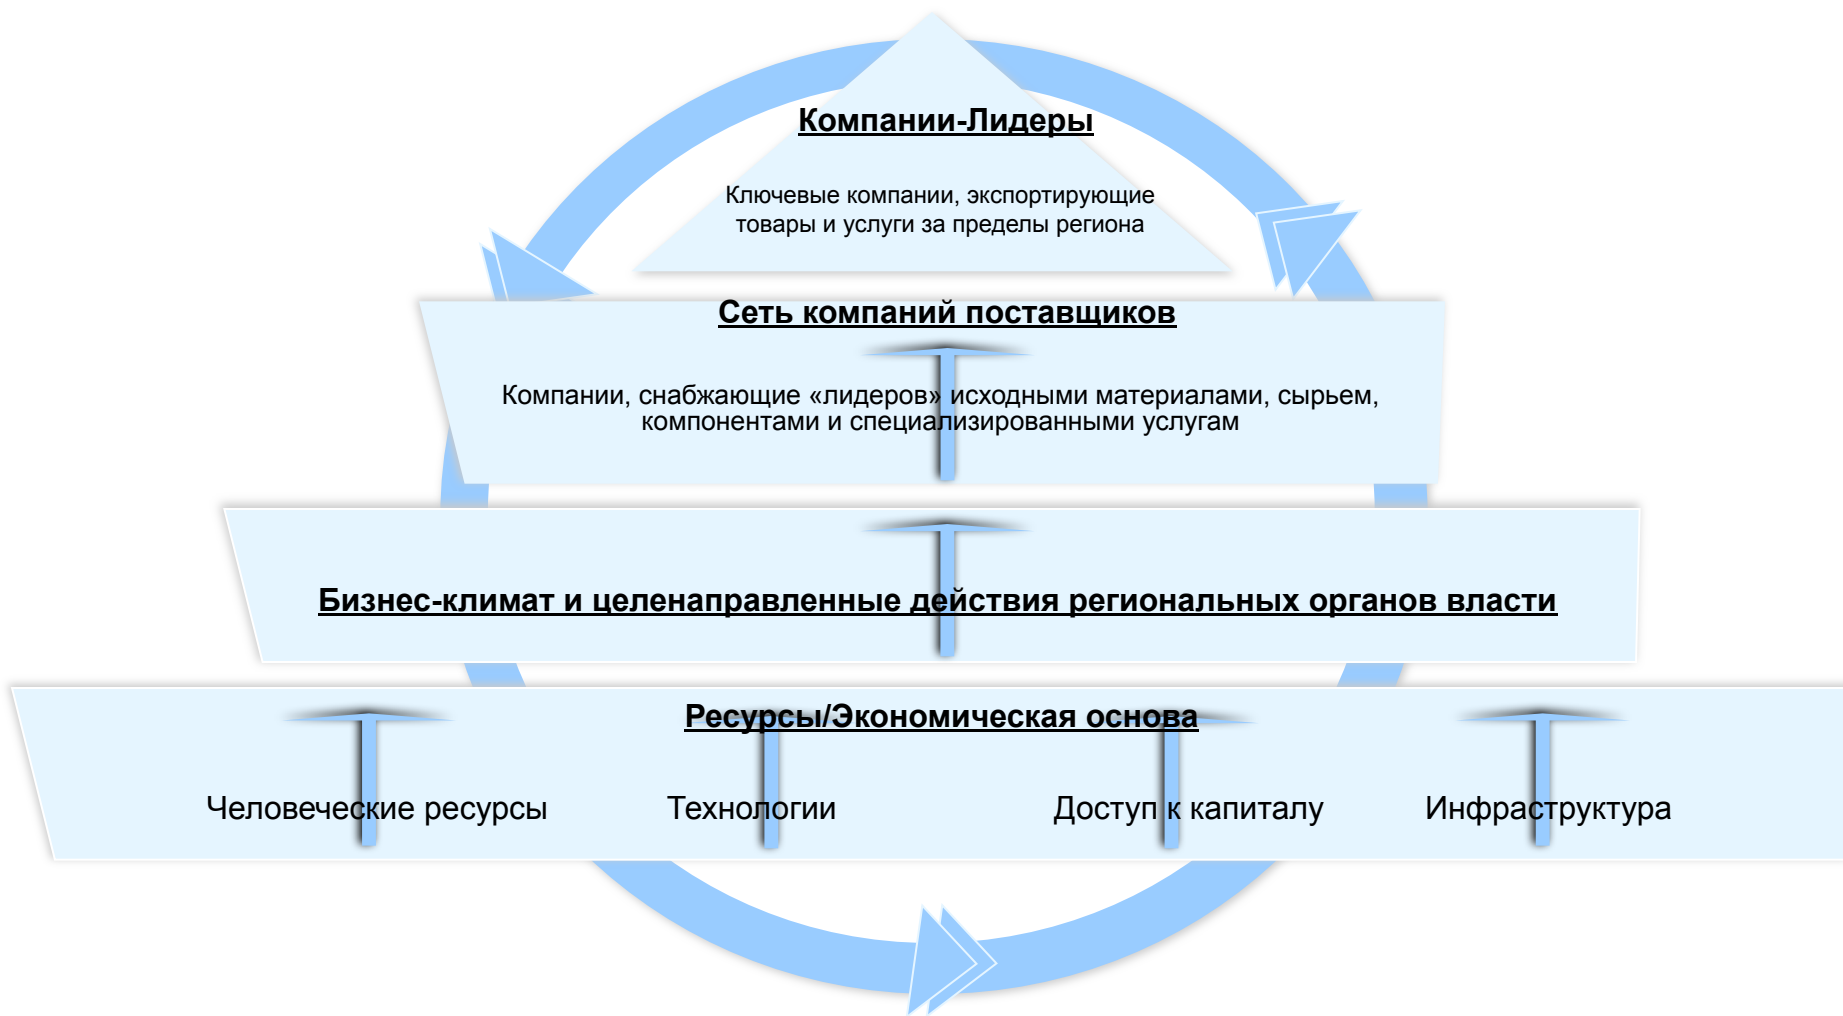 Компании-Лидеры
Ключевые компании, экспортирующие
товары и услуги за пределы региона
Сеть компаний поставщиков
Компании, снабжающие «лидеров» исходными материалами, сырьем,
компонентами и специализированными услугам
Бизнес-климат и целенаправленные действия региональных органов власти
Ресурсы/Экономическая основа
Человеческие ресурсы Технологии Доступ к капиталу Инфраструктура